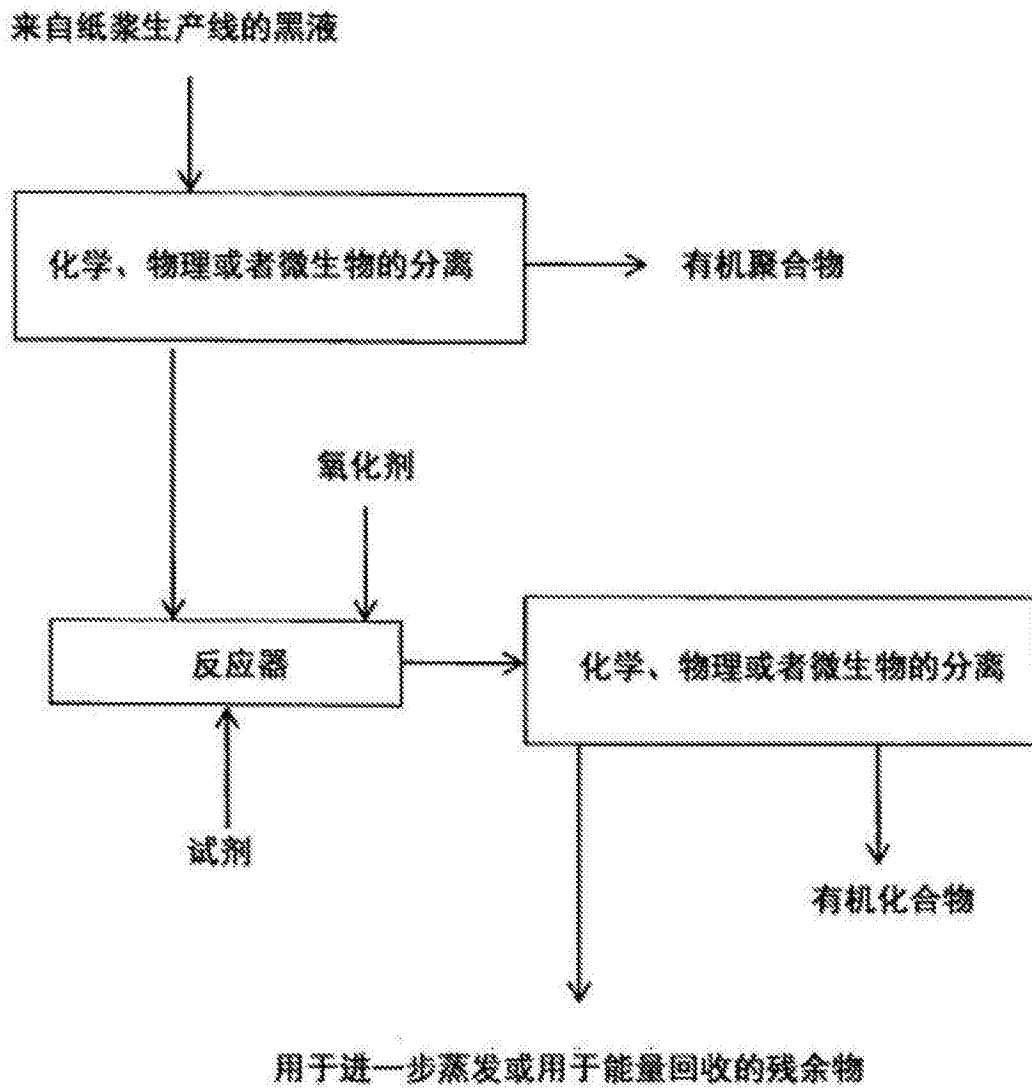 来自纸浆生产线的黑液
化学、物理或者微生物的分离
有机聚合物
氧化剂
反应器
化学、物理或者微生物的分离
试剂
有机化合物
用于进一步蒸发或用于能量回收的残余物